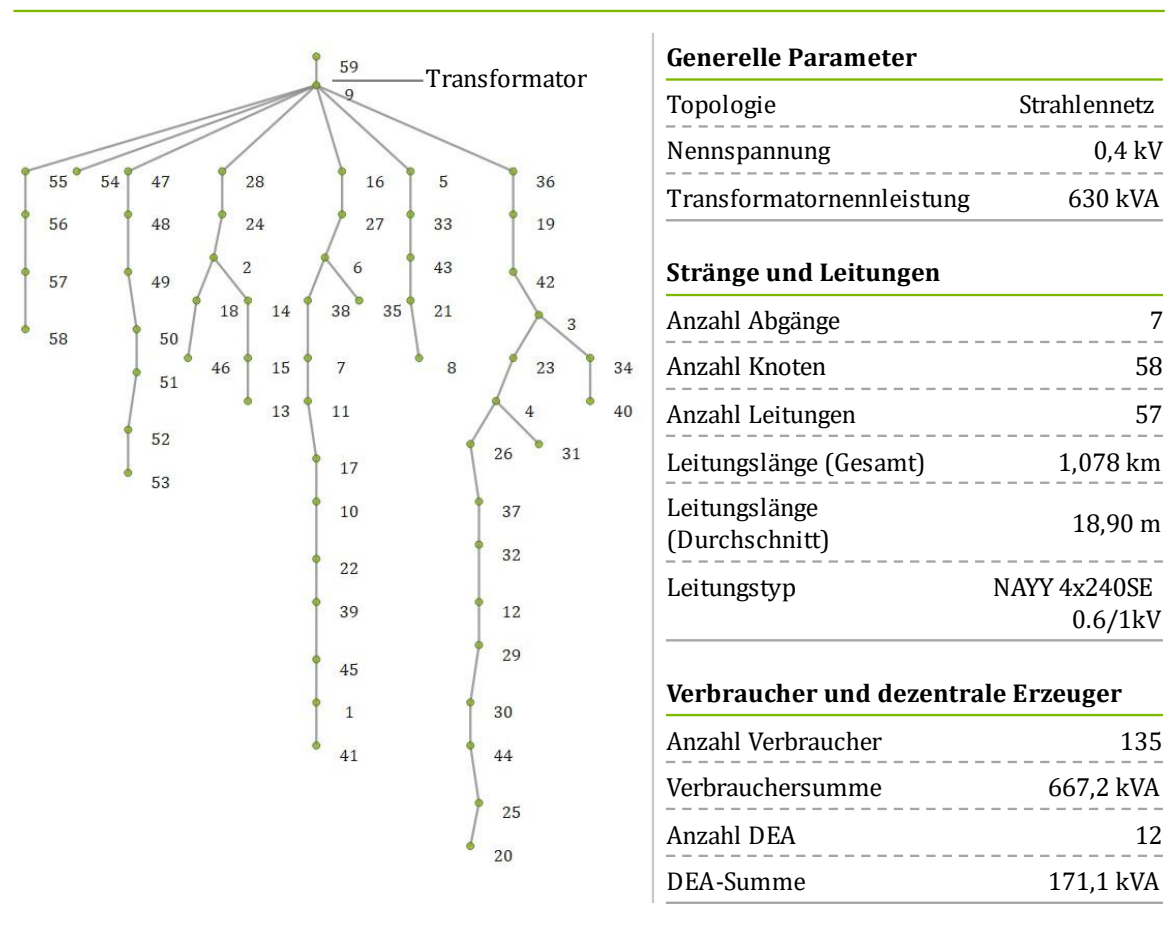 59
Transformator
9
55 54 47 28 16 5 36
56 48 24 27 33 19
57 49 2 6 43 42
18 14 38 35 21 3
58 50 46 15 7 8 23 34
51 13 11 4 40
52 26 31
53 17
10 37
22 32
39 12
45 29
1 30
41 44
25
20
Generelle Parameter
Topologie Strahlennetz
Nennspannung 0,4 kV
Transformatornennleistung 630 kVA
Stränge und Leitungen
Anzahl Abgänge 7
Anzahl Knoten 58
Anzahl Leitungen 57
Leitungslänge (Gesamt) 1,078 km
Leitungslänge
(Durchschnitt) 18,90 m
Leitungstyp NAYY 4x240SE
0.6/1kV
Verbraucher und dezentrale Erzeuger
Anzahl Verbraucher 135
Verbrauchersumme 667,2 kVA
Anzahl DEA 12
DEA-Summe 171,1 kVA